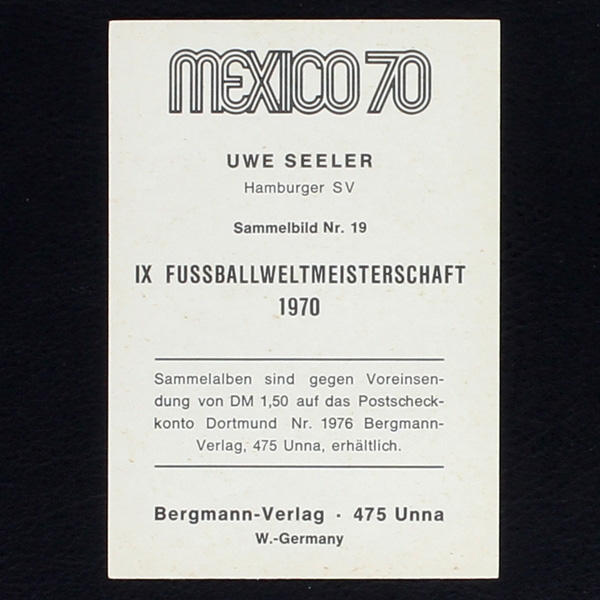 MEXICO 70
UWE SEELER
Hamburger SV
Sammelbild Nr. 19
IX FUSSBALLWELTMEISTERSCHAFT
1970
Sammelalben sind gegen Voreinsen-
dung von DM 1,50 auf das Postscheck-
konto Dortmund Nr. 1976 Bergmann-
Verlag, 475 Unna, erhältlich.
Bergmann-Verlag · 475 Unna
W.-Germany